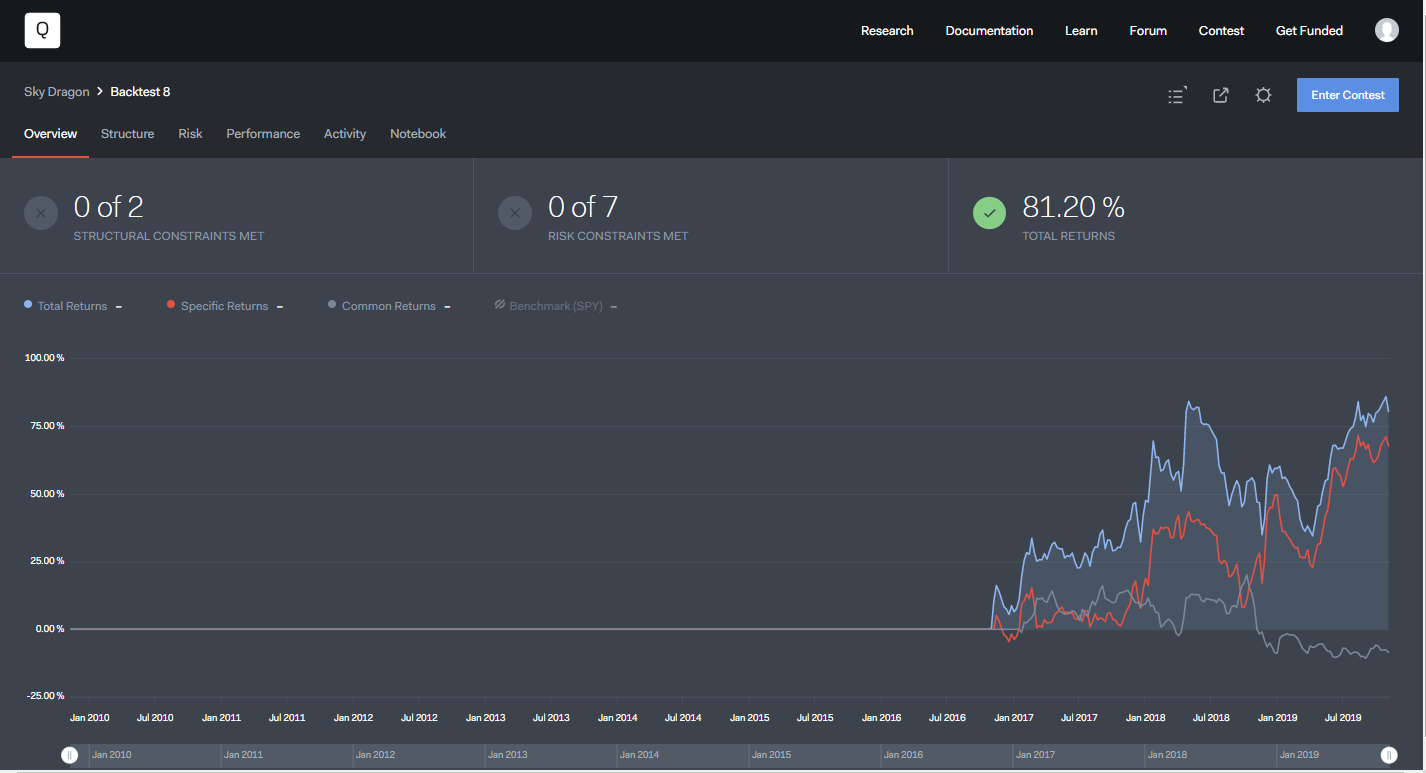 Q
Research Documentation Learn Forum Contest Get Funded
Sky Dragon > Backtest 8
Enter Contest
Overview Structure Risk Performance Activity Notebook
0 of 2
STRUCTURAL CONSTRAINTS MET
0 of 7
RISK CONSTRAINTS MET
81.20 %
TOTAL RETURNS
Total Returns – Specific Returns – Common Returns – Benchmark (SPY) –
100.00 %
75.00 %
50.00 %
25.00 %
0.00 %
-25.00 %
Jan 2010 Jul 2010 Jan 2011 Jul 2011 Jan 2012 Jul 2012 Jan 2013 Jul 2013 Jan 2014 Jul 2014 Jan 2015 Jul 2015 Jan 2016 Jul 2016 Jan 2017 Jul 2017 Jan 2018 Jul 2018 Jan 2019 Jul 2019
Jan 2010 Jan 2011 Jan 2012 Jan 2013 Jan 2014 Jan 2015 Jan 2016 Jan 2017 Jan 2018 Jan 2019